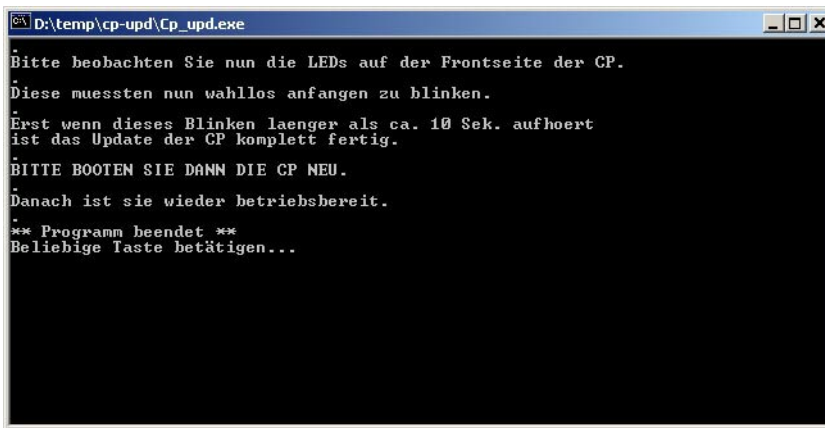 D:\temp\cp-upd\Cp_upd.exe
.
Bitte beobachten Sie nun die LEDs auf der Frontseite der CP.
.
Diese muessten nun wahllos anfangen zu blinken.
.
Erst wenn dieses Blinken laenger als ca. 10 Sek. aufhoert
ist das Update der CP komplett fertig.
.
BITTE BOOTEN SIE DANN DIE CP NEU.
.
Danach ist sie wieder betriebsbereit.
.
** Programm beendet **
Beliebige Taste betätigen...